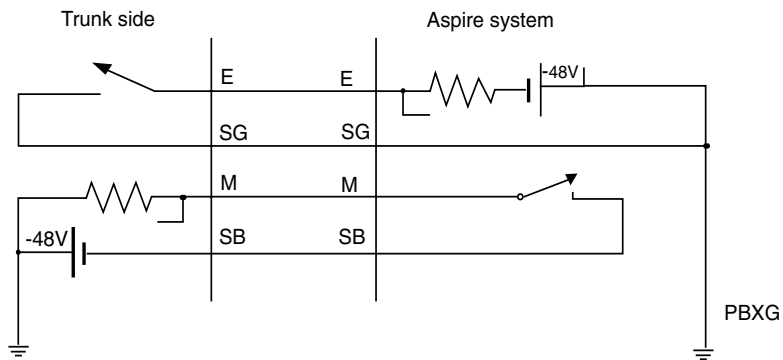 Trunk side
Aspire system
E
E
-48V
SG
SG
M
M
-48V
SB
SB
PBXG